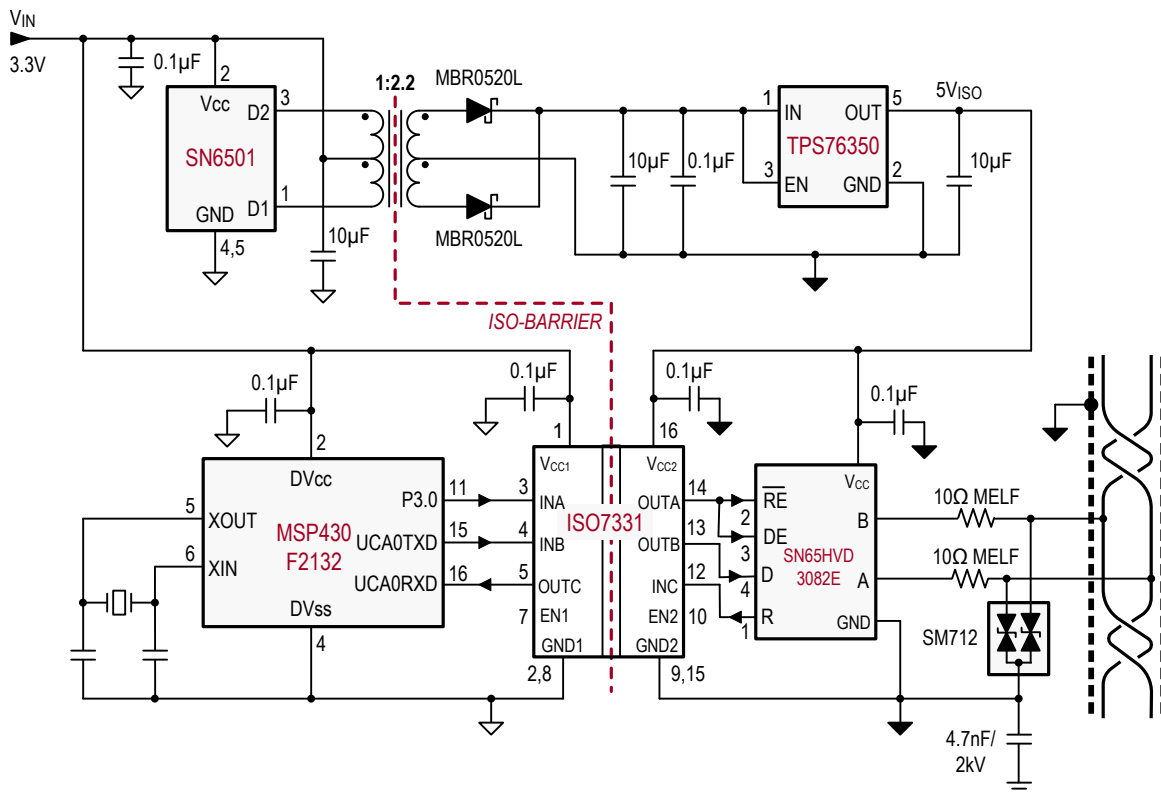 VIN
3.3V
0.1µF
2
Vcc
D2
3
SN6501
1
D1
GND
4,5
10µF
1:2.2
MBR0520L
MBR0520L
10µF
0.1µF
1
IN
OUT
5
TPS76350
3
EN
GND
2
5VISO
10µF
ISO-BARRIER
0.1µF
2
DVcc
P3.0
11
5
XOUT
MSP430
F2132
UCA0TXD
15
6
XIN
UCA0RXD
16
DVss
4
0.1µF
1
VCC1
3
INA
4
INB
5
OUTC
7
EN1
GND1
2,8
ISO7331
0.1µF
16
VCC2
14
OUTA
13
OUTB
12
INC
EN2
10
GND2
9,15
0.1µF
VCC
RE
2
DE
3
D
4
R
1
SN65HVD
3082E
B
A
GND
10Ω MELF
10Ω MELF
SM712
4.7nF/
2kV